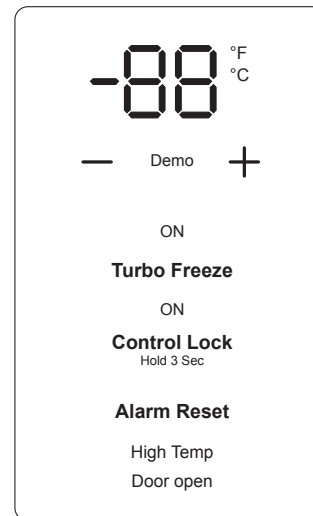 -88 °F
°C
— Demo +
ON
Turbo Freeze
ON
Control Lock
Hold 3 Sec
Alarm Reset
High Temp
Door open